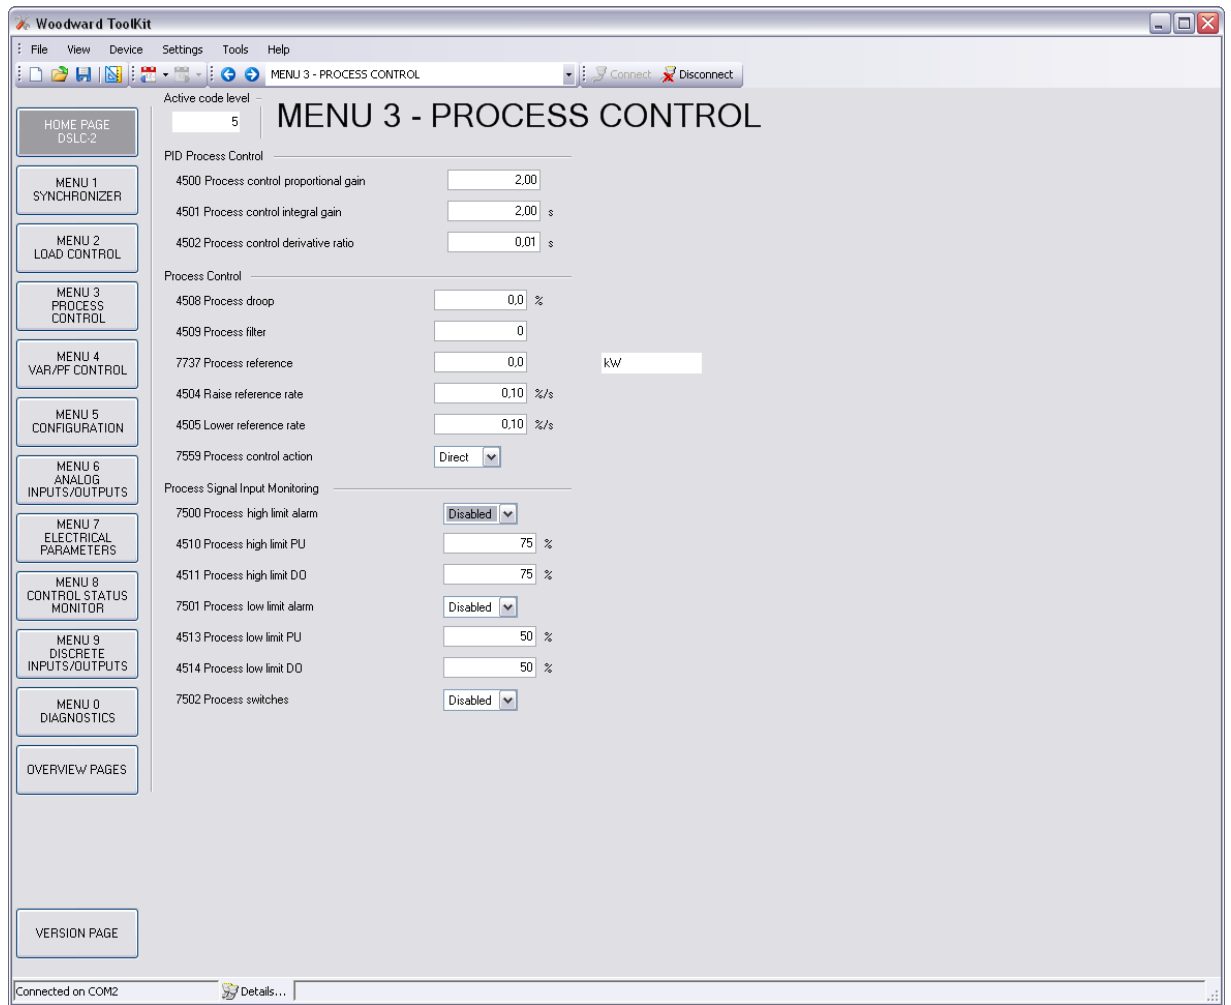 Woodward ToolKit
File View Device Settings Tools Help
MENU 3 - PROCESS CONTROL Connect Disconnect
HOME PAGE
DSLC-2
MENU 1
SYNCHRONIZER
MENU 2
LOAD CONTROL
MENU 3
PROCESS
CONTROL
MENU 4
VAR/PF CONTROL
MENU 5
CONFIGURATION
MENU 6
ANALOG
INPUTS/OUTPUTS
MENU 7
ELECTRICAL
PARAMETERS
MENU 8
CONTROL STATUS
MONITOR
MENU 9
DISCRETE
INPUTS/OUTPUTS
MENU 0
DIAGNOSTICS
OVERVIEW PAGES
VERSION PAGE
Active code level
5
MENU 3 - PROCESS CONTROL
PID Process Control
4500 Process control proportional gain 2,00
4501 Process control integral gain 2,00 s
4502 Process control derivative ratio 0,01 s
Process Control
4508 Process droop 0,0 %
4509 Process filter 0
7737 Process reference 0,0 kW
4504 Raise reference rate 0,10 %/s
4505 Lower reference rate 0,10 %/s
7559 Process control action Direct
Process Signal Input Monitoring
7500 Process high limit alarm Disabled
4510 Process high limit PU 75 %
4511 Process high limit DO 75 %
7501 Process low limit alarm Disabled
4513 Process low limit PU 50 %
4514 Process low limit DO 50 %
7502 Process switches Disabled
Connected on COM2 Details...